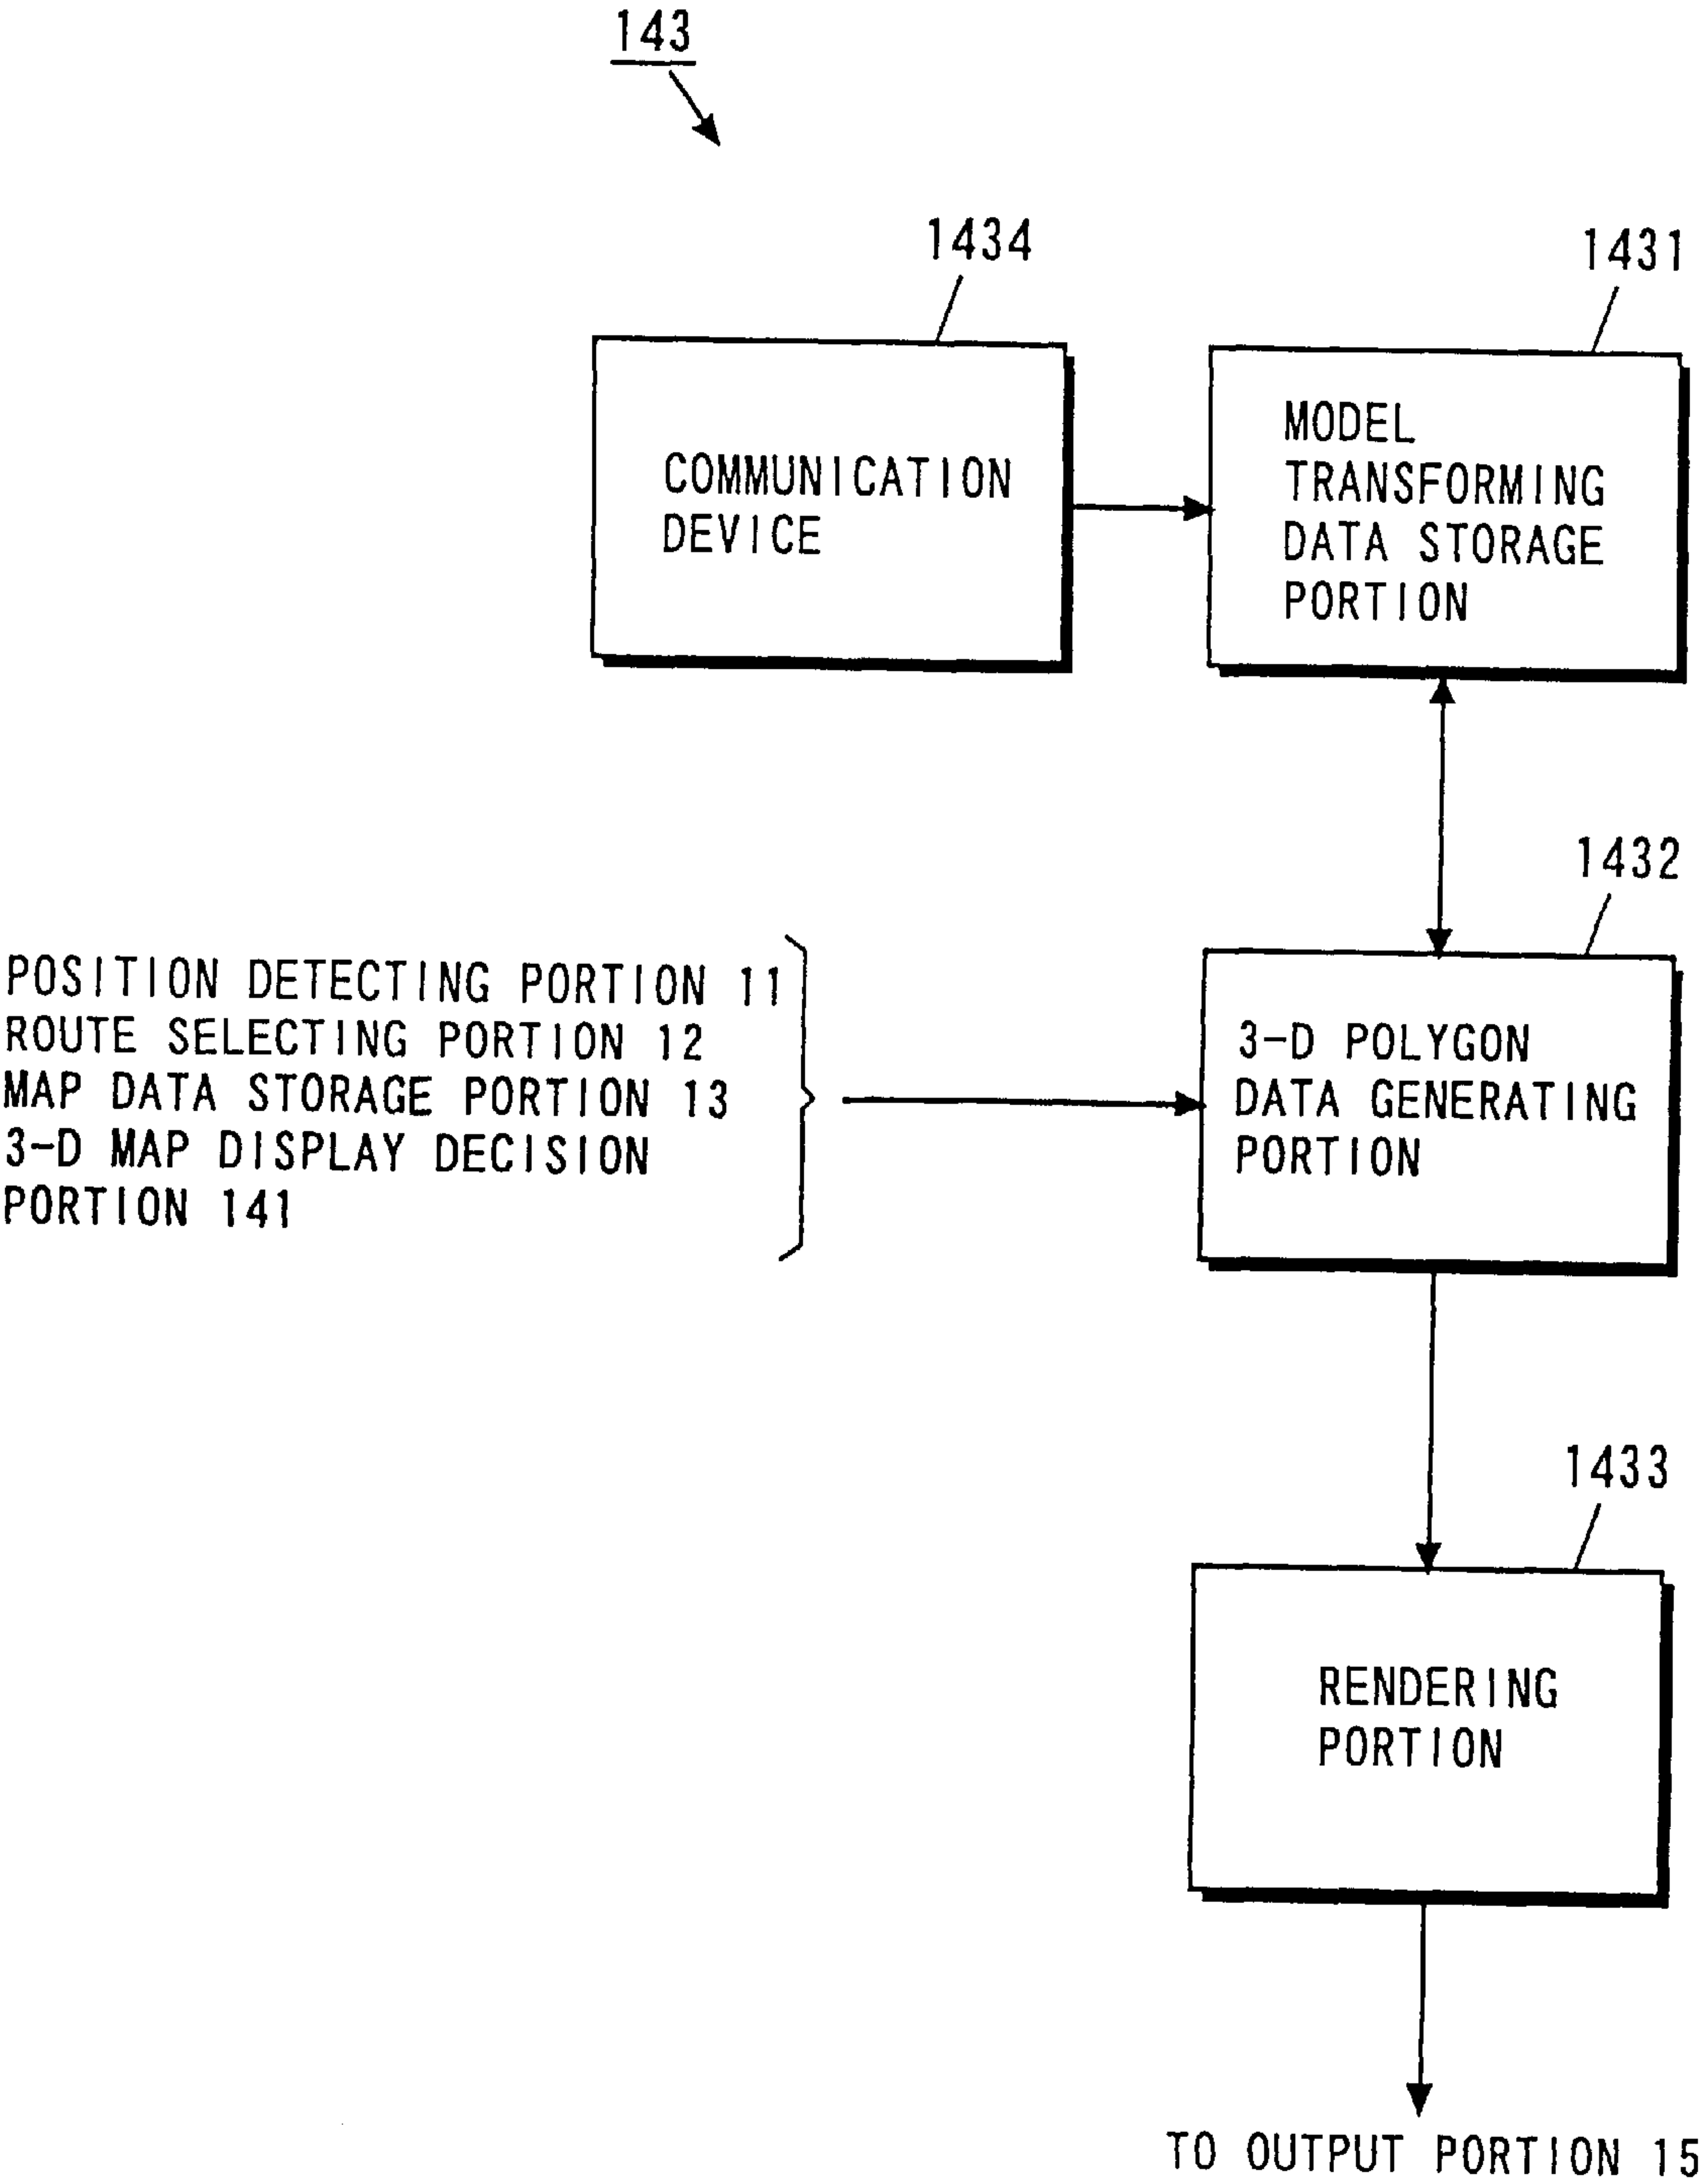 143
1434
1431
COMMUNICATION
DEVICE
MODEL
TRANSFORMING
DATA STORAGE
PORTION
1432
POSITION DETECTING PORTION 11
ROUTE SELECTING PORTION 12
MAP DATA STORAGE PORTION 13
3-D MAP DISPLAY DECISION
PORTION 141
3-D POLYGON
DATA GENERATING
PORTION
1433
RENDERING
PORTION
TO OUTPUT PORTION 15